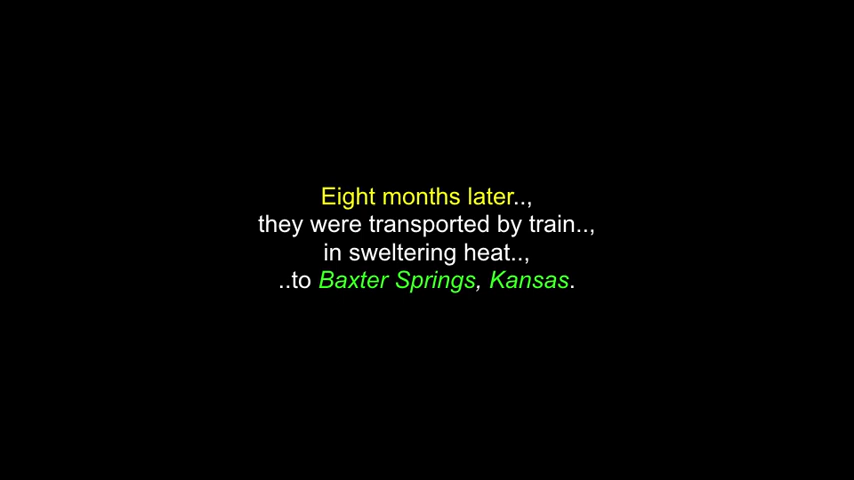 Eight months later..,
they were transported by train..,
in sweltering heat..,
..to Baxter Springs, Kansas.